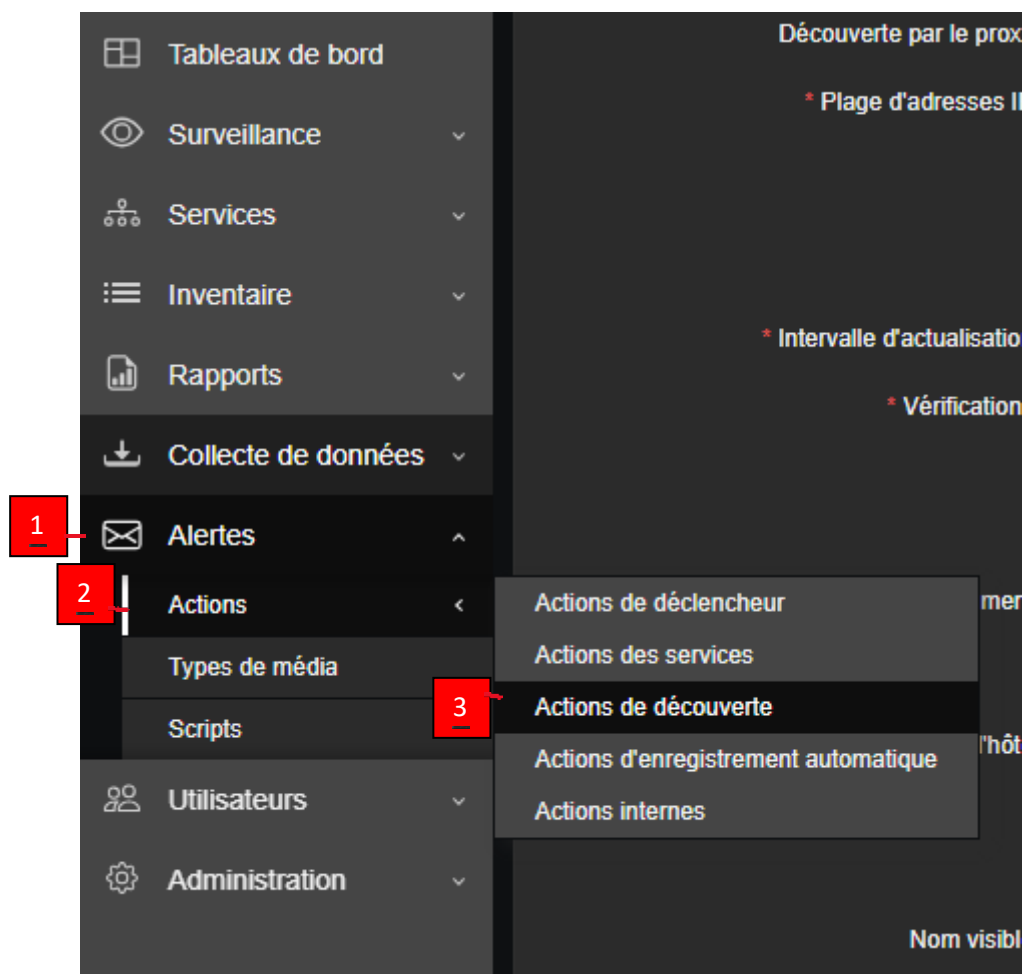 Tableaux de bord
Surveillance
Services
Inventaire
Rapports
Collecte de données
1
Alertes
2
Actions
Types de média
Scripts
Utilisateurs
Administration
Actions de déclencheur
Actions des services
3
Actions de découverte
Actions d'enregistrement automatique
Actions internes
Découverte par le prox
* Plage d'adresses I
* Intervalle d'actualisatio
* Vérification
mer
l'hôt
Nom visibl